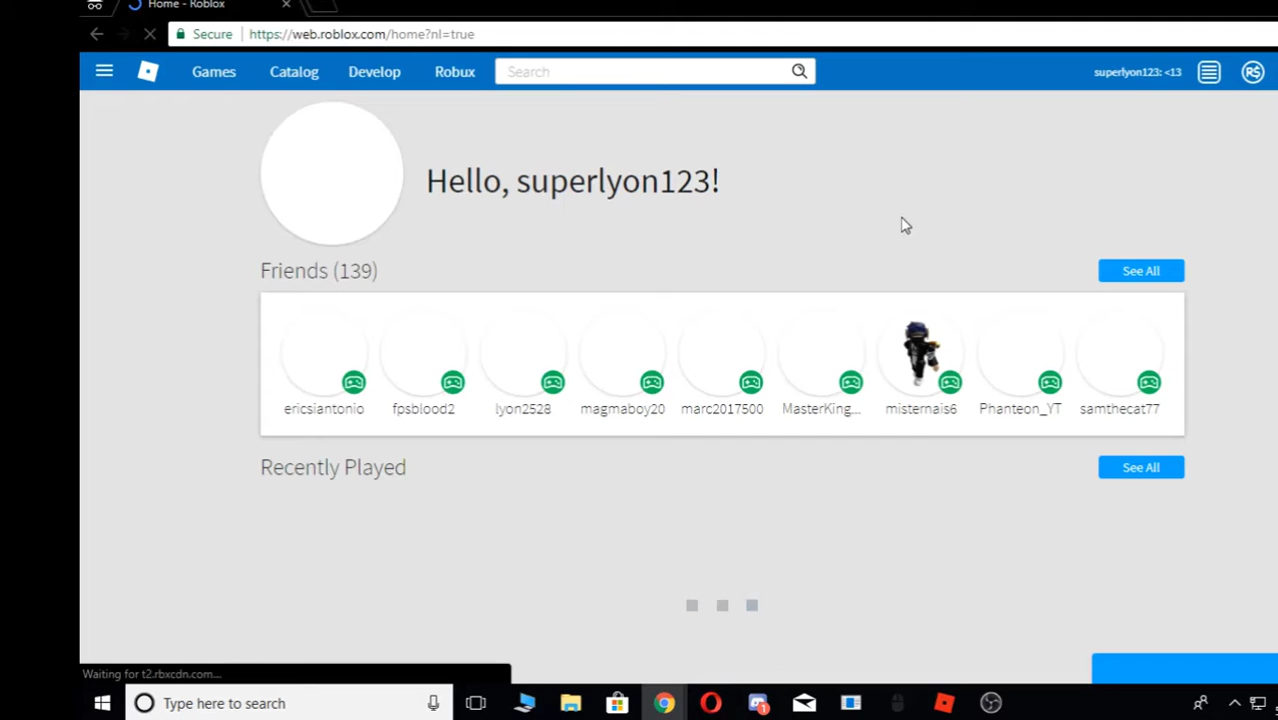 Home - Roblox
Secure https://web.roblox.com/home?nl=true
Games Catalog Develop Robux Search superlyon123: <13 R$
Hello, superlyon123!
Friends (139) See All
ericsiantonio fpsblood2 lyon2528 magmaboy20 marc2017500 MasterKing... misternais6 Phanteon_YT samthecat77
Recently Played See All
Waiting for t2.rbxcdn.com...
Type here to search 1